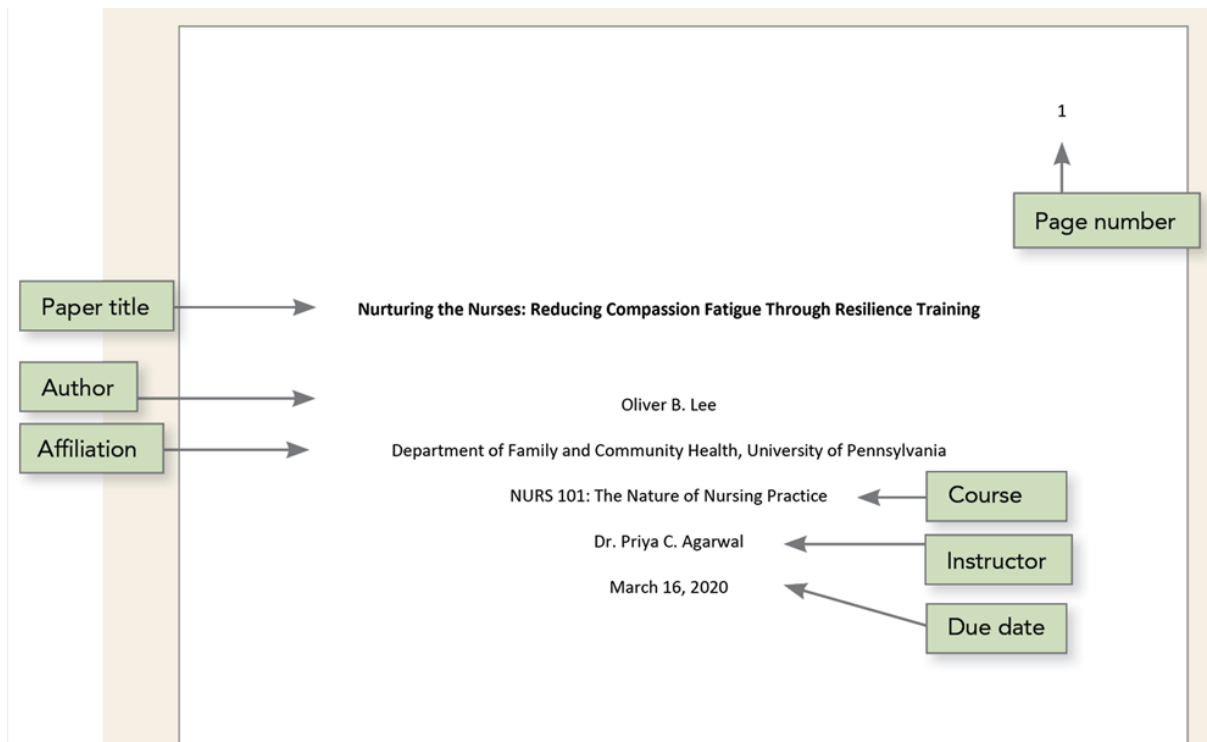 1
Page number
Paper title
Nurturing the Nurses: Reducing Compassion Fatigue Through Resilience Training
Author
Oliver B. Lee
Affiliation
Department of Family and Community Health, University of Pennsylvania
NURS 101: The Nature of Nursing Practice
Course
Dr. Priya C. Agarwal
Instructor
March 16, 2020
Due date